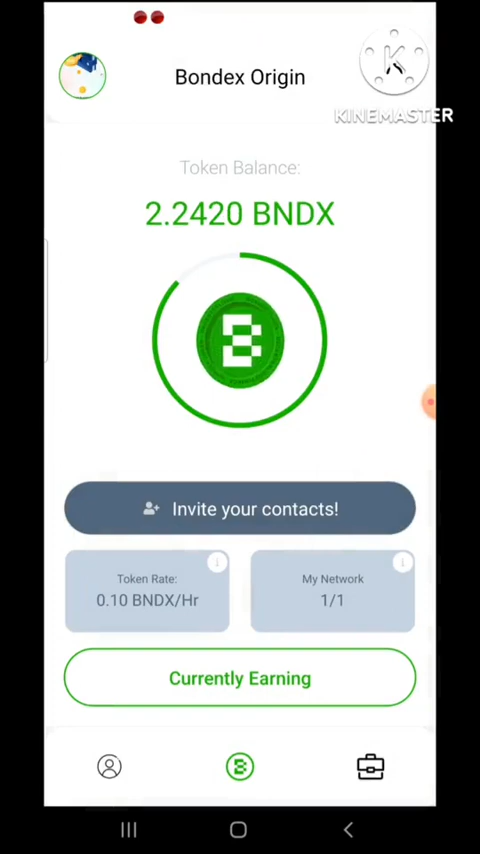 Bondex Origin
KINEMASTER
Token Balance:
2.2420 BNDX
Invite your contacts!
Token Rate:
0.10 BNDX/Hr
My Network
1/1
Currently Earning